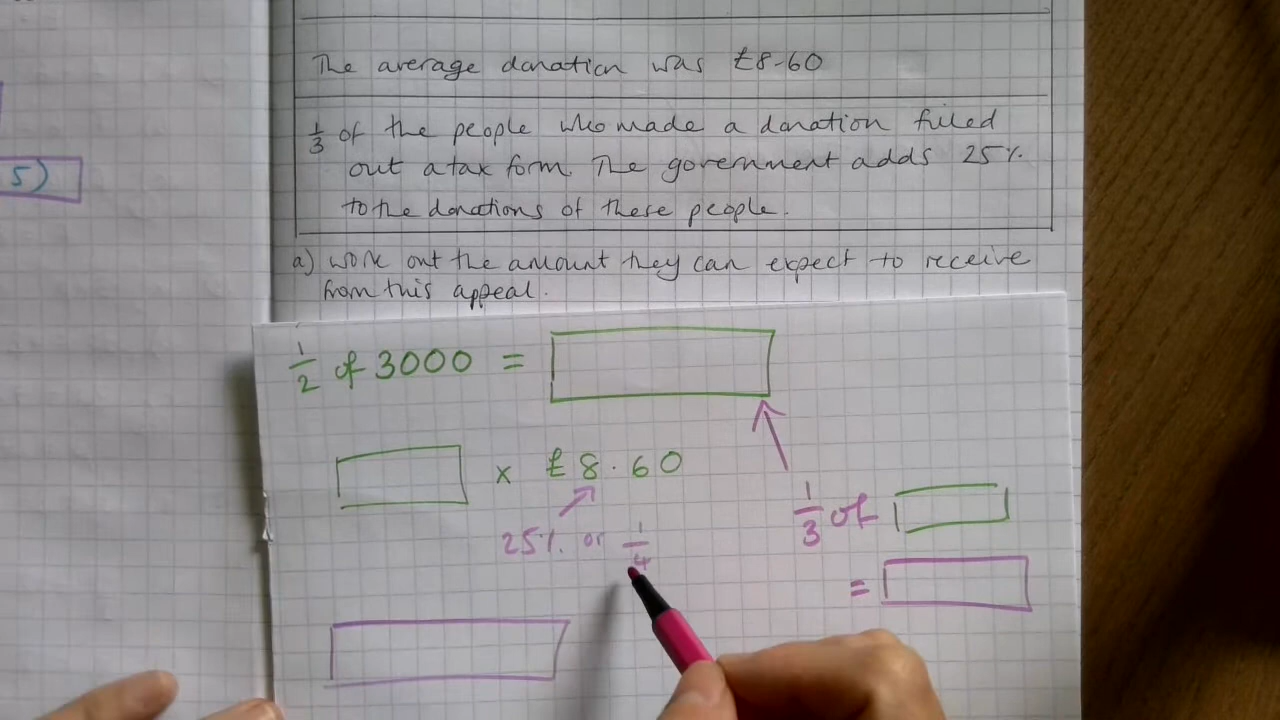 The average donation was £8.60
1/3 of the people who made a donation filled
out a tax form. The government adds 25%
to the donations of these people.
5)
a) work out the amount they can expect to receive
from this appeal.
1/2 of 3000 =
x £8.60
25% or 1/4
1/3 of
=